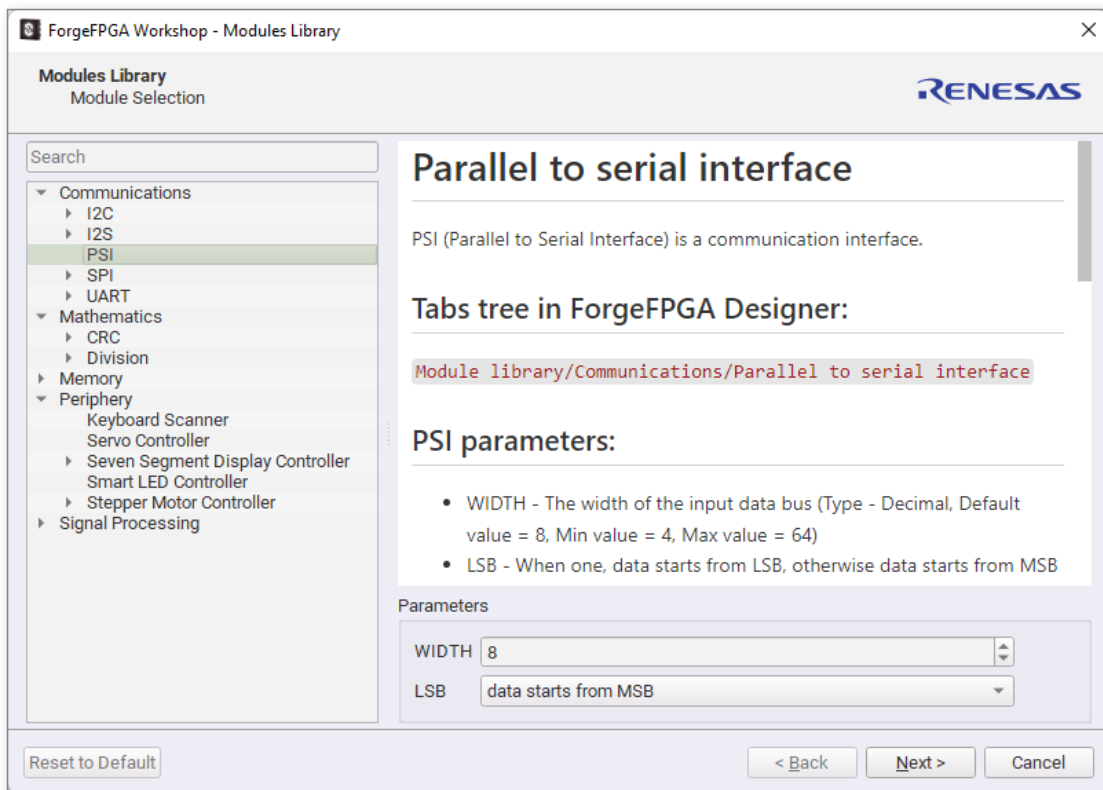 ForgeFPGA Workshop - Modules Library
Modules Library
Module Selection
RENESAS
Search
Communications
I2C
I2S
PSI
SPI
UART
Mathematics
CRC
Division
Memory
Periphery
Keyboard Scanner
Servo Controller
Seven Segment Display Controller
Smart LED Controller
Stepper Motor Controller
Signal Processing
Parallel to serial interface
PSI (Parallel to Serial Interface) is a communication interface.
Tabs tree in ForgeFPGA Designer:
Module library/Communications/Parallel to serial interface
PSI parameters:
• WIDTH - The width of the input data bus (Type - Decimal, Default
value = 8, Min value = 4, Max value = 64)
• LSB - When one, data starts from LSB, otherwise data starts from MSB
Parameters
WIDTH 8
LSB data starts from MSB
Reset to Default
< Back Next > Cancel